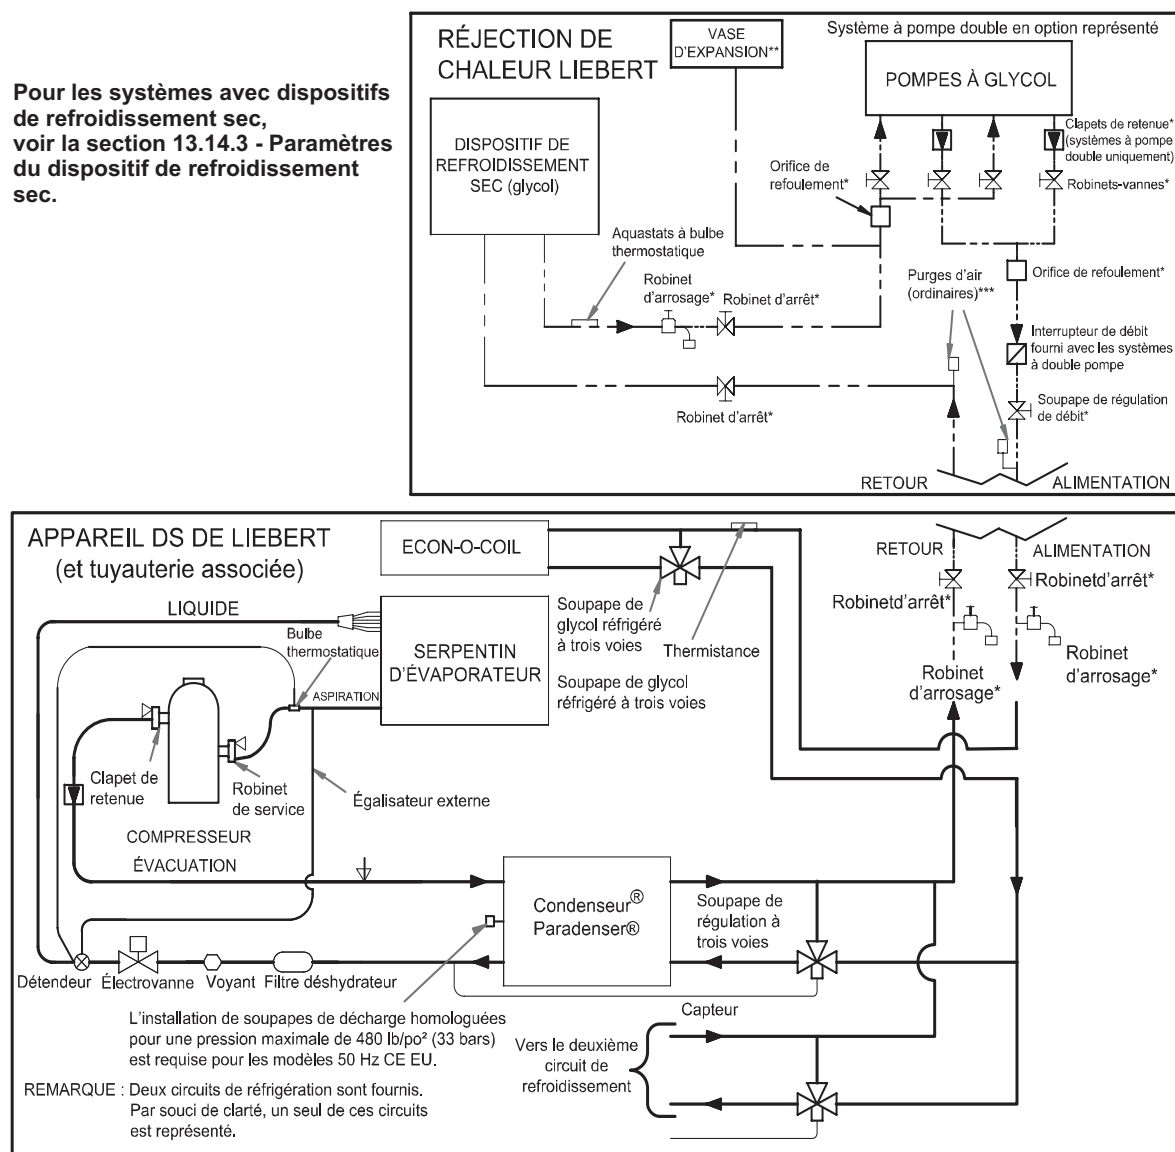 Pour les systèmes avec dispositifs
de refroidissement sec,
voir la section 13.14.3 - Paramètres
du dispositif de refroidissement
sec.
RÉJECTION DE
CHALEUR LIEBERT
VASE
D'EXPANSION**
Système à pompe double en option représenté
POMPES À GLYCOL
DISPOSITIF DE
REFROIDISSEMENT
SEC (glycol)
Clapets de retenue*
(systèmes à pompe
double uniquement)
Orifice de
refoulement*
Robinets-vannes*
Aquastats à bulbe
thermostatique
Robinet
d'arrosage*
Robinet d'arrêt*
Purges d'air
(ordinaires)***
Orifice de refoulement*
Interrupteur de débit
fourni avec les systèmes
à double pompe
Robinet d'arrêt*
Soupape de régulation
de débit*
RETOUR
ALIMENTATION
APPAREIL DS DE LIEBERT
(et tuyauterie associée)
ECON-O-COIL
RETOUR
ALIMENTATION
Robinetd'arrêt*
Robinetd'arrêt*
LIQUIDE
Bulbe
thermostatique
SERPENTIN
D'ÉVAPORATEUR
Soupape de
glycol réfrigéré
à trois voies
Thermistance
Soupape de glycol
réfrigéré à trois voies
Robinet
d'arrosage*
Robinet
d'arrosage*
ASPIRATION
Clapet de
retenue
Robinet
de service
Égalisateur externe
COMPRESSEUR
ÉVACUATION
Condenseur®
Paradenser®
Soupape de
régulation à
trois voies
Détendeur
Électrovanne
Voyant
Filtre déshydrateur
Capteur
L'installation de soupapes de décharge homologuées
pour une pression maximale de 480 lb/po² (33 bars)
est requise pour les modèles 50 Hz CE EU.
Vers le deuxième
circuit de
refroidissement
REMARQUE : Deux circuits de réfrigération sont fournis.
Par souci de clarté, un seul de ces circuits
est représenté.